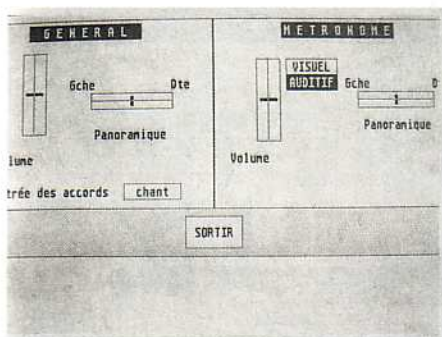 GENERAL
Gche Dte
Panoramique
lume
trée des accords chant
METRONOME
VISUEL
AUDITIF
Gche D
Panoramique
Volume
SORTIR